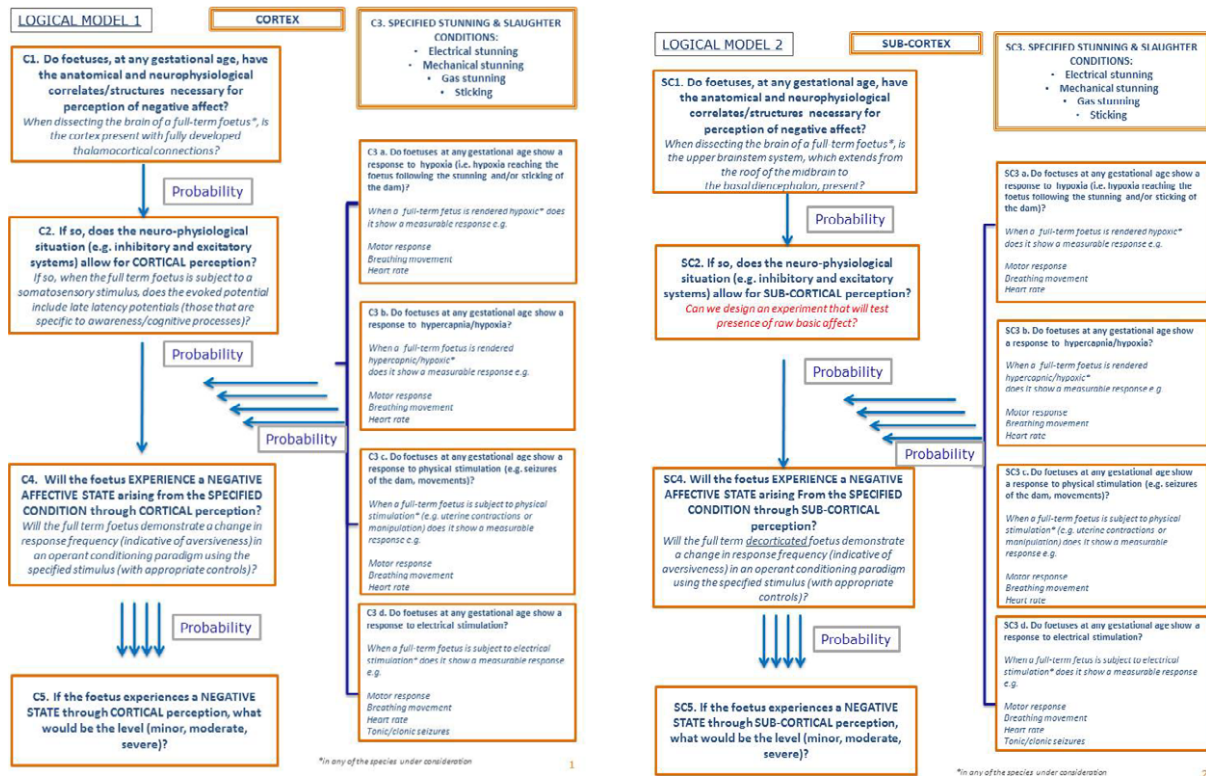 LOGICAL MODEL 1
CORTEX
C1. Do foetuses, at any gestational age, have
the anatomical and neurophysiological
correlates/structures necessary for
perception of negative affect?
When dissecting the brain of a full-term foetus*, is
the cortex present with fully developed
thalamocortical connections?
Probability
C2. If so, does the neuro-physiological
situation (e.g. inhibitory and excitatory
systems) allow for CORTICAL perception?
If so, when the full term foetus is subject to a
somatosensory stimulus, does the evoked potential
include late latency potentials (those that are
specific to awareness/cognitive processes)?
Probability
Probability
C4. Will the foetus EXPERIENCE a NEGATIVE
AFFECTIVE STATE arising from the SPECIFIED
CONDITION through CORTICAL perception?
Will the full term foetus demonstrate a change in
response frequency (indicative of aversiveness) in
an operant conditioning paradigm using the
specified stimulus (with appropriate controls)?
Probability
C5. If the foetus experiences a NEGATIVE
STATE through CORTICAL perception, what
would be the level (minor, moderate,
severe)?
C3. SPECIFIED STUNNING & SLAUGHTER
CONDITIONS:
• Electrical stunning
• Mechanical stunning
• Gas stunning
• Sticking
C3 a. Do foetuses at any gestational age show a
response to hypoxia (i.e. hypoxia reaching the
foetus following the stunning and/or sticking of
the dam)?
When a full-term fetus is rendered hypoxic* does
it show a measurable response e.g.
Motor response
Breathing movement
Heart rate
C3 b. Do foetuses at any gestational age show a
response to hypercapnia/hypoxia?
When a full-term foetus is rendered
hypercapnic/hypoxic*
does it show a measurable response e.g.
Motor response
Breathing movement
Heart rate
C3 c. Do foetuses at any gestational age show a
response to physical stimulation (e.g. seizures
of the dam, movements)?
When a full-term foetus is subject to physical
stimulation* (e.g. uterine contractions or
manipulation) does it show a measurable
response e.g.
Motor response
Breathing movement
Heart rate
C3 d. Do foetuses at any gestational age show a
response to electrical stimulation?
When a full-term foetus is subject to electrical
stimulation* does it show a measurable response
e.g.
Motor response
Breathing movement
Heart rate
Tonic/clonic seizures
*in any of the species under consideration
1
LOGICAL MODEL 2
SUB-CORTEX
SC1. Do foetuses, at any gestational age, have
the anatomical and neurophysiological
correlates/structures necessary for
perception of negative affect?
When dissecting the brain of a full-term foetus*,
is the upper brainstem system, which extends from
the roof of the midbrain to
the basal diencephalon, present?
Probability
SC2. If so, does the neuro-physiological
situation (e.g. inhibitory and excitatory
systems) allow for SUB-CORTICAL perception?
Can we design an experiment that will test
presence of raw basic affect?
Probability
Probability
SC4. Will the foetus EXPERIENCE a NEGATIVE
AFFECTIVE STATE arising From the SPECIFIED
CONDITION through SUB-CORTICAL
perception?
Will the full term decorticated foetus demonstrate
a change in response frequency (indicative of
aversiveness) in an operant conditioning paradigm
using the specified stimulus (with appropriate
controls)?
Probability
SC5. If the foetus experiences a NEGATIVE
STATE through SUB-CORTICAL perception,
what would be the level (minor, moderate,
severe)?
SC3. SPECIFIED STUNNING & SLAUGHTER
CONDITIONS:
• Electrical stunning
• Mechanical stunning
• Gas stunning
• Sticking
SC3 a. Do foetuses at any gestational age show
a response to hypoxia (i.e. hypoxia reaching the
foetus following the stunning and/or sticking of
the dam)?
When a full-term fetus is rendered hypoxic*
does it show a measurable response e.g.
Motor response
Breathing movement
Heart rate
SC3 b. Do foetuses at any gestational age show
a response to hypercapnia/hypoxia?
When a full-term foetus is rendered
hypercapnic/hypoxic*
does it show a measurable response e.g.
Motor response
Breathing movement
Heart rate
SC3 c. Do foetuses at any gestational age show
a response to physical stimulation (e.g. seizures
of the dam, movements)?
When a full-term foetus is subject to physical
stimulation* (e.g. uterine contractions or
manipulation) does it show a measurable
response e.g.
Motor response
Breathing movement
Heart rate
SC3 d. Do foetuses at any gestational age show a
response to electrical stimulation?
When a full-term fetus is subject to electrical
stimulation* does it show a measurable response
e.g.
Motor response
Breathing movement
Heart rate
Tonic/clonic seizures
*in any of the species under consideration